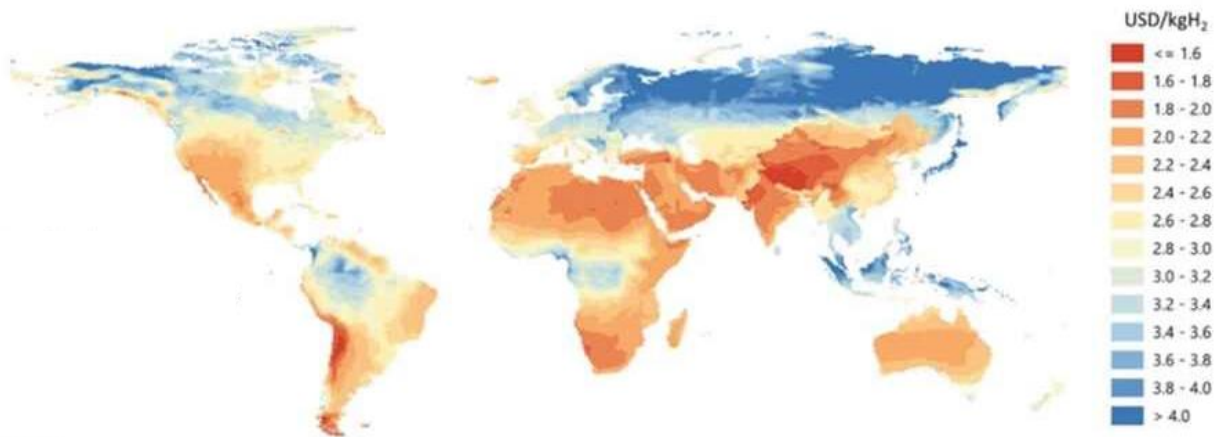 USD/kgH₂
<= 1.6
1.6 - 1.8
1.8 - 2.0
2.0 - 2.2
2.2 - 2.4
2.4 - 2.6
2.6 - 2.8
2.8 - 3.0
3.0 - 3.2
3.2 - 3.4
3.4 - 3.6
3.6 - 3.8
3.8 - 4.0
> 4.0